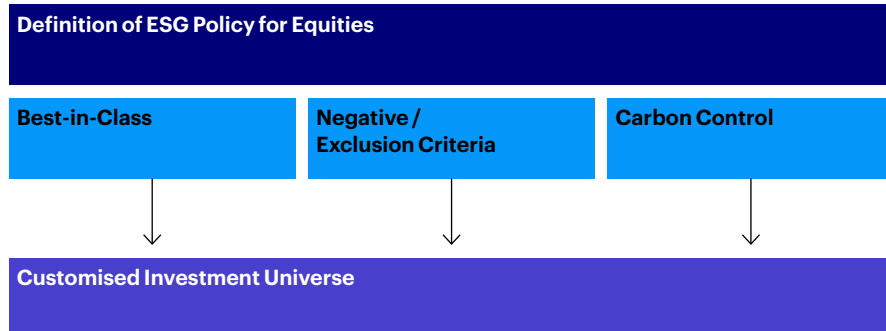 Definition of ESG Policy for Equities
Best-in-Class
Negative /
Exclusion Criteria
Carbon Control
Customised Investment Universe